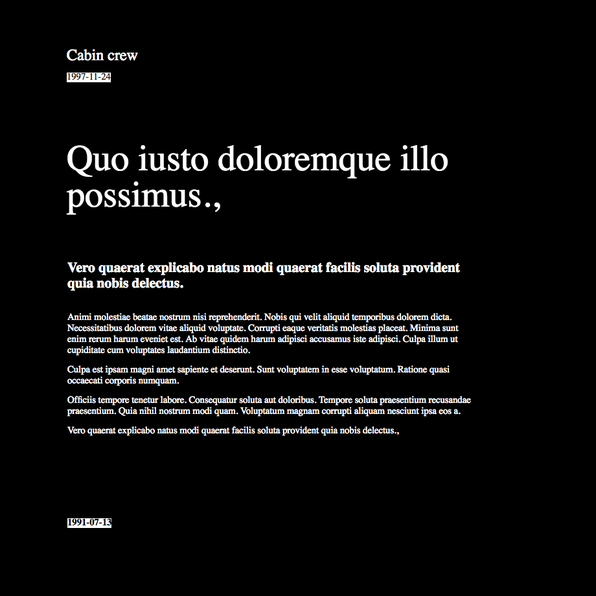 Cabin crew
1997-11-24
Quo iusto doloremque illo
possimus.,
Vero quaerat explicabo natus modi quaerat facilis soluta provident
quia nobis delectus.
Animi molestiae beatae nostrum nisi reprehenderit. Nobis qui velit aliquid temporibus dolorem dicta.
Necessitatibus dolorem vitae aliquid voluptate. Corrupti eaque veritatis molestias placeat. Minima sunt
enim rerum harum eveniet est. Ab vitae quidem harum adipisci accusamus iste adipisci. Culpa illum ut
cupiditate cum voluptates laudantium distinctio.
Culpa est ipsam magni amet sapiente et deserunt. Sunt voluptatem in esse voluptatum. Ratione quasi
occaecati corporis numquam.
Officiis tempore tenetur labore. Consequatur soluta aut doloribus. Tempore soluta praesentium recusandae
praesentium. Quia nihil nostrum modi quam. Voluptatum magnam corrupti aliquam nesciunt ipsa eos a.
Vero quaerat explicabo natus modi quaerat facilis soluta provident quia nobis delectus.,
1991-07-13